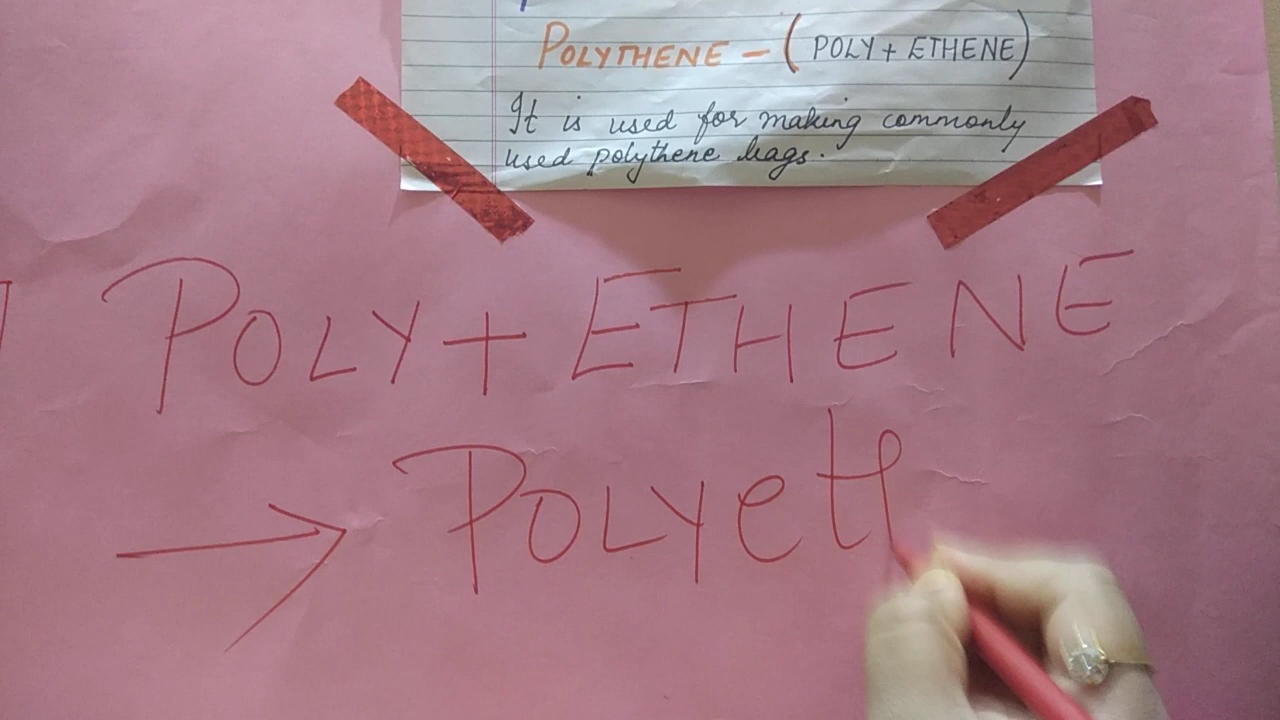 POLYTHENE - (POLY + ETHENE)
It is used for making commonly
used polythene bags.
POLY + ETHENE
→ POLYeth